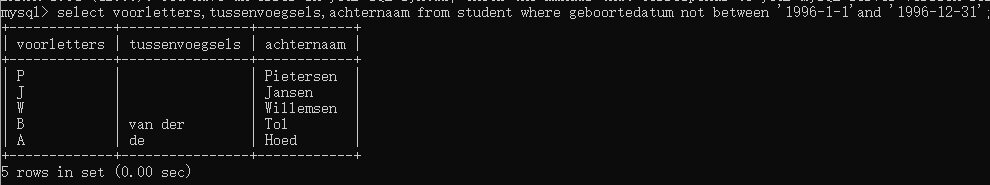 mysql> select voorletters,tussenvoegsels,achternaam from student where geboortedatum not between '1996-1-1'and '1996-12-31';
+-------------+----------------+------------+
| voorletters | tussenvoegsels | achternaam |
+-------------+----------------+------------+
| P           |                | Pietersen  |
| J           |                | Jansen     |
| W           |                | Willemsen  |
| B           | van der        | Tol        |
| A           | de             | Hoed       |
+-------------+----------------+------------+
5 rows in set (0.00 sec)